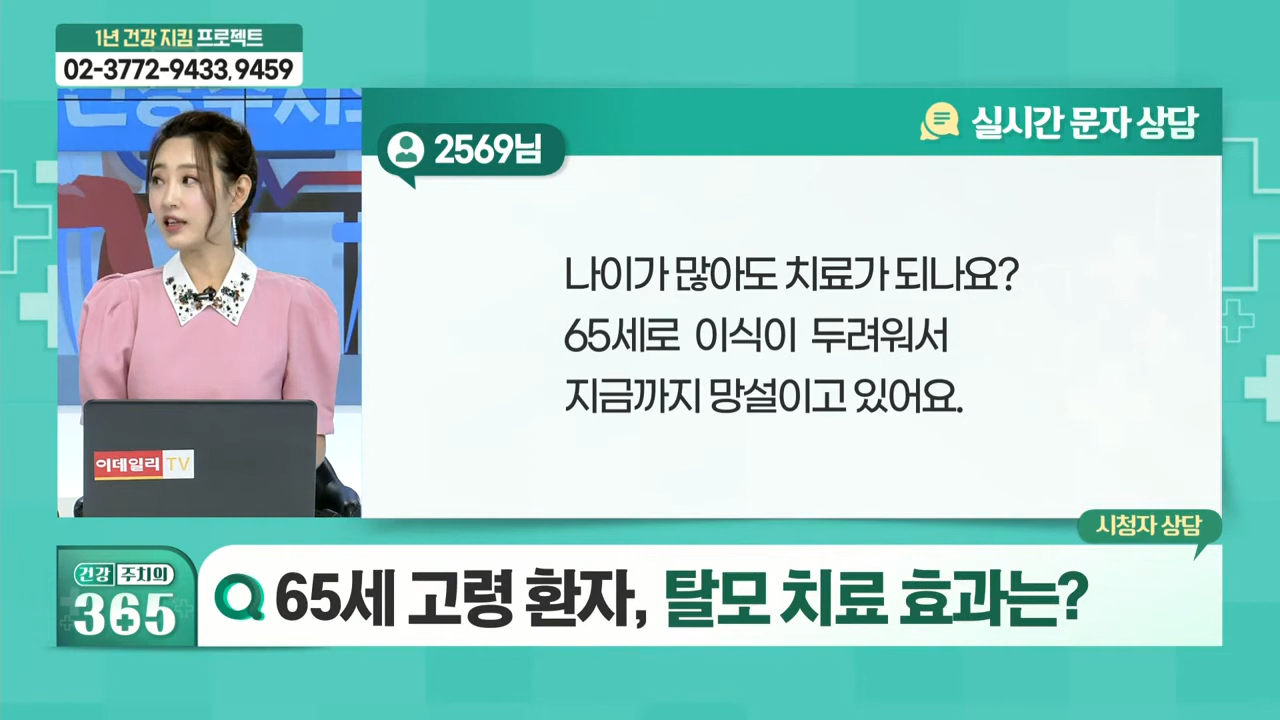 1년 건강 지킴 프로젝트
02-3772-9433, 9459
실시간 문자 상담
2569님
나이가 많아도 치료가 되나요?
65세로 이식이 두려워서
지금까지 망설이고 있어요.
이데일리 TV
시청자 상담
건강 주치의
365
Q 65세 고령 환자, 탈모 치료 효과는?